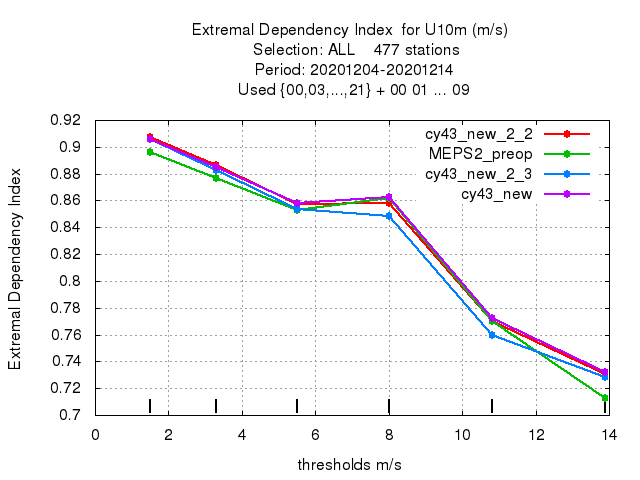 Extremal Dependency Index  for U10m (m/s)
Selection: ALL    477 stations
Period: 20201204-20201214
Used {00,03,...,21} + 00 01 ... 09
Extremal Dependency Index
0.92
0.9
0.88
0.86
0.84
0.82
0.8
0.78
0.76
0.74
0.72
0.7
cy43_new_2_2
MEPS2_preop
cy43_new_2_3
cy43_new
0 2 4 6 8 10 12 14
thresholds m/s